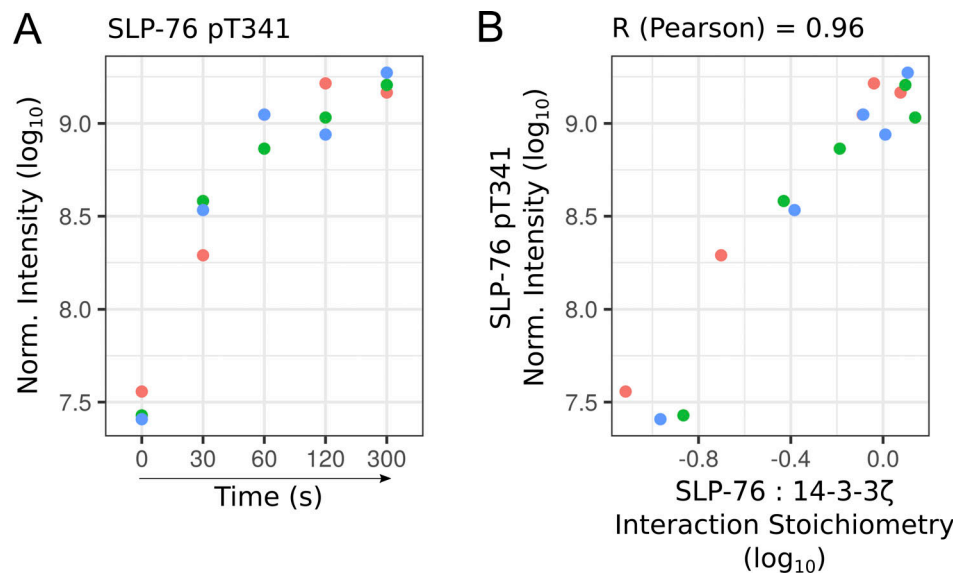 A
SLP-76 pT341
Norm. Intensity (log10)
9.0
8.5
8.0
7.5
0 30 60 120 300
Time (s)
B
R (Pearson) = 0.96
SLP-76 pT341
Norm. Intensity (log10)
9.0
8.5
8.0
7.5
-0.8 -0.4 0.0
SLP-76 : 14-3-3ζ
Interaction Stoichiometry
(log10)